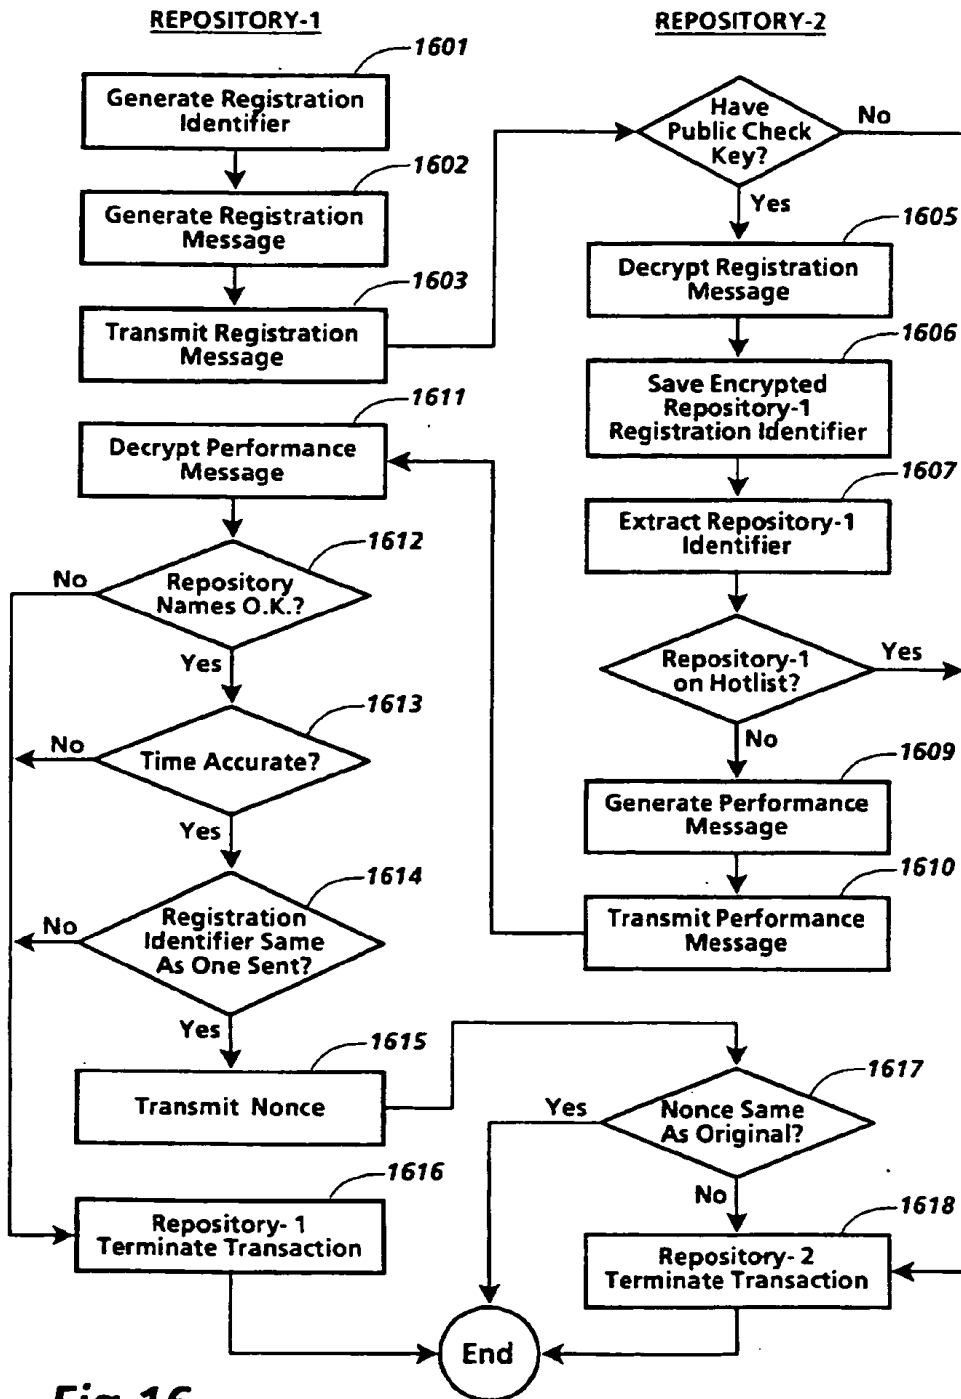 REPOSITORY-1
1601
Generate Registration
Identifier
1602
Generate Registration
Message
1603
Transmit Registration
Message
1611
Decrypt Performance
Message
1612
Repository
Names O.K.?
No
Yes
1613
Time Accurate?
No
Yes
1614
Registration
Identifier Same
As One Sent?
No
Yes
1615
Transmit Nonce
1616
Repository- 1
Terminate Transaction
REPOSITORY-2
Have
Public Check
Key?
No
Yes
1605
Decrypt Registration
Message
1606
Save Encrypted
Repository-1
Registration Identifier
1607
Extract Repository-1
Identifier
Repository-1
on Hotlist?
Yes
No
1609
Generate Performance
Message
1610
Transmit Performance
Message
1617
Nonce Same
As Original?
Yes
No
1618
Repository- 2
Terminate Transaction
End